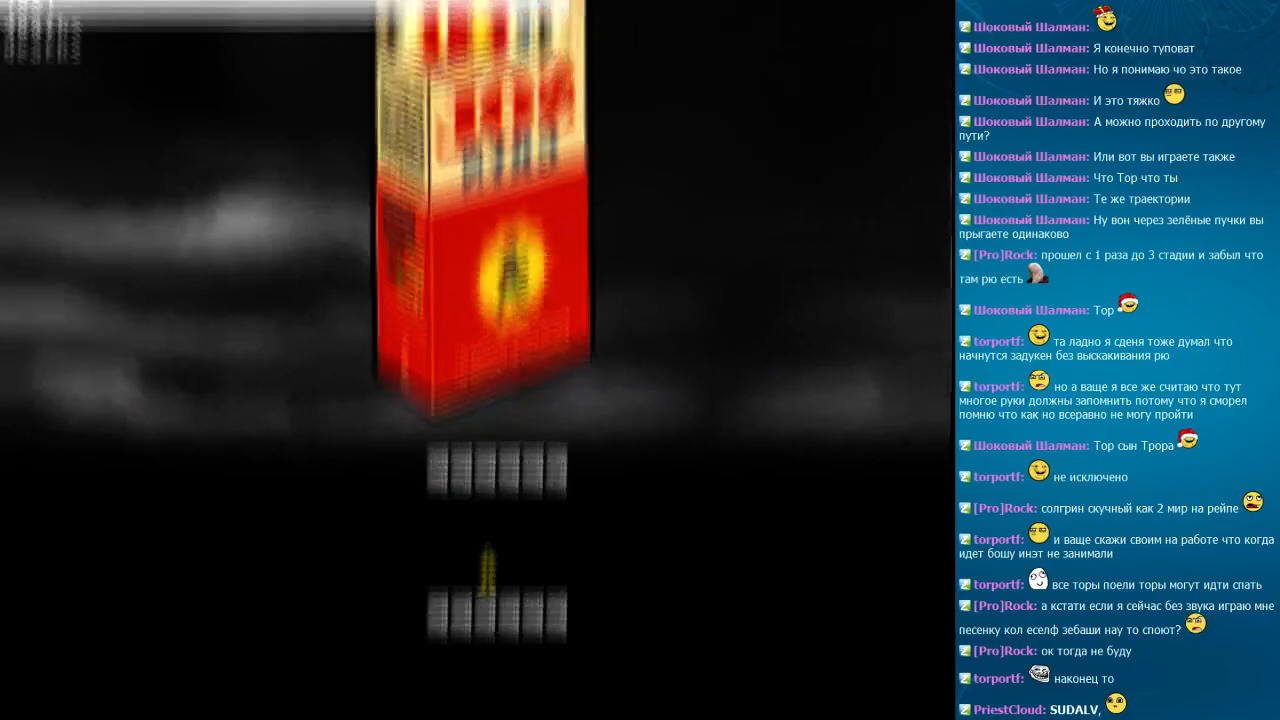 Шоковый Шалман:
Шоковый Шалман: Я конечно туповат
Шоковый Шалман: Но я понимаю чо это такое
Шоковый Шалман: И это тяжко
Шоковый Шалман: А можно проходить по другому
пути?
Шоковый Шалман: Или вот вы играете также
Шоковый Шалман: Что Тор что ты
Шоковый Шалман: Те же траектории
Шоковый Шалман: Ну вон через зелёные пучки вы
прыгаете одинаково
[Pro]Rock: прошел с 1 раза до 3 стадии и забыл что
там рю есть
Шоковый Шалман: Тор
torportf: та ладно я сденя тоже думал что
начнутся задукен без выскакивания рю
torportf: но а ваще я все же считаю что тут
многое руки должны запомнить потому что я сморел
помню что как но всеравно не могу пройти
Шоковый Шалман: Тор сын Трора
torportf: не исключено
[Pro]Rock: солгрин скучный как 2 мир на рейпе
torportf: и ваще скажи своим на работе что когда
идет бошу инэт не занимали
torportf: все торы поели торы могут идти спать
[Pro]Rock: а кстати если я сейчас без звука играю мне
песенку кол еселф зебаши нау то споют?
[Pro]Rock: ок тогда не буду
torportf: наконец то
PriestCloud: SUDALV,